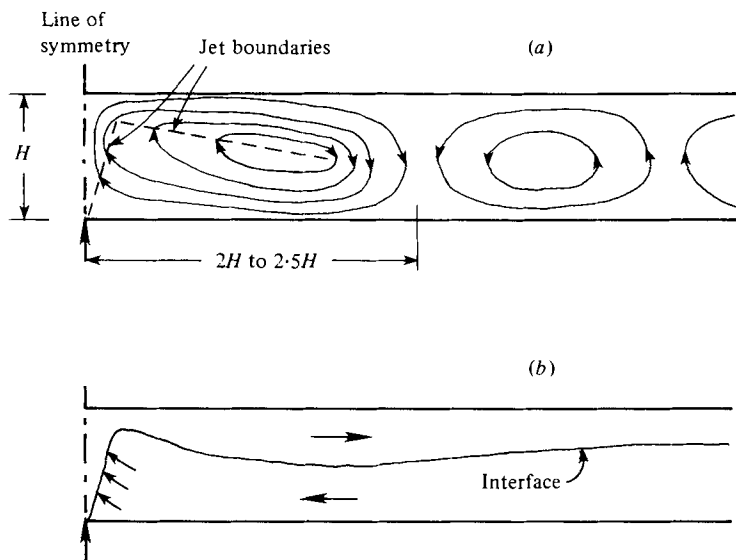 Line of
symmetry
Jet boundaries
(a)
H
2H to 2·5H
(b)
Interface